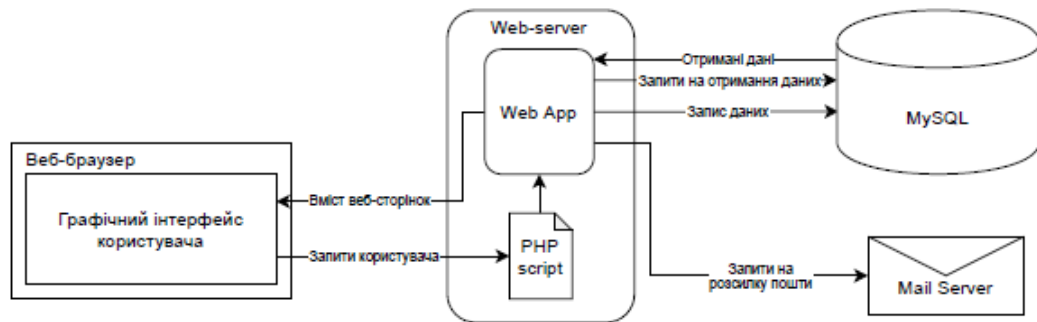 Web-server
Отримані дані
Запити на отримання даних
Web App
Запис даних
MySQL
Веб-браузер
Графічний інтерфейс
користувача
Вміст веб-сторінок
Запити користувача
PHP
script
Запити на
розсилку пошти
Mail Server